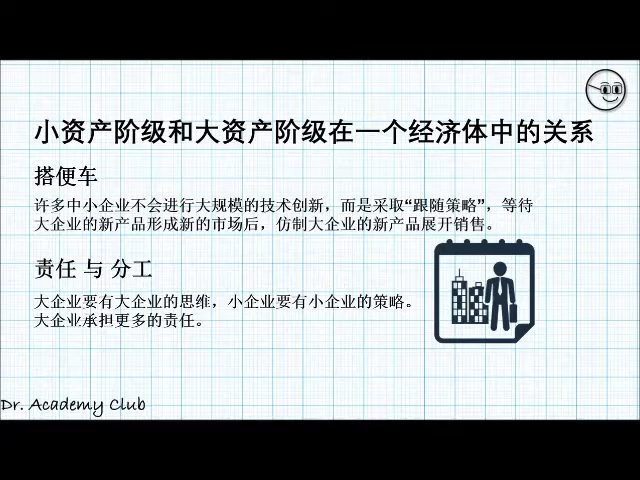 小资产阶级和大资产阶级在一个经济体中的关系
搭便车
许多中小企业不会进行大规模的技术创新，而是采取“跟随策略”，等待
大企业的新产品形成新的市场后，仿制大企业的新产品展开销售。
责任 与 分工
大企业要有大企业的思维，小企业要有小企业的策略。
大企业承担更多的责任。
Dr. Academy Club